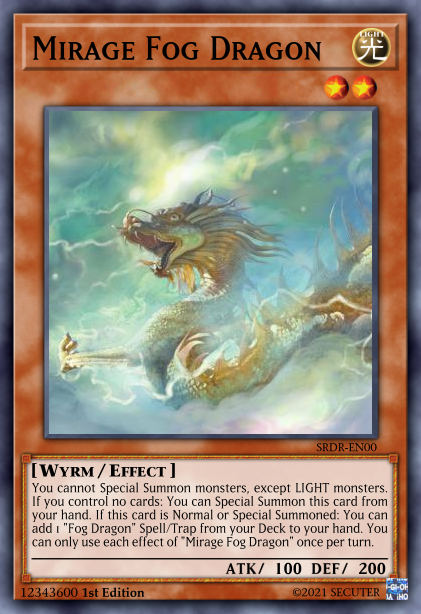 MIRAGE FOG DRAGON
LIGHT
光
SRDR-EN00
[WYRM/EFFECT]
You cannot Special Summon monsters, except LIGHT monsters.
If you control no cards: You can Special Summon this card from
your hand. If this card is Normal or Special Summoned: You can
add 1 "Fog Dragon" Spell/Trap from your Deck to your hand. You
can only use each effect of "Mirage Fog Dragon" once per turn.
ATK/ 100 DEF/ 200
12343600 1st Edition
©2021 SECUTER